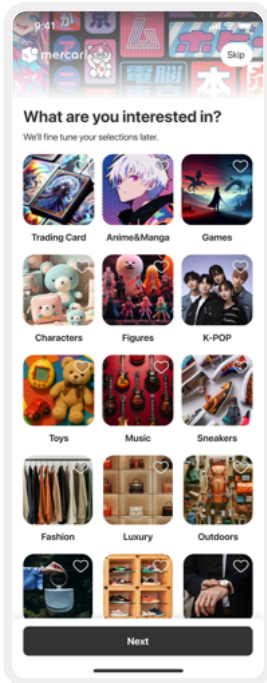 9:41
mercari
Skip
What are you interested in?
We'll fine tune your selections later.
Trading Card
Anime&Manga
Games
Characters
Figures
K-POP
Toys
Music
Sneakers
Fashion
Luxury
Outdoors
Next